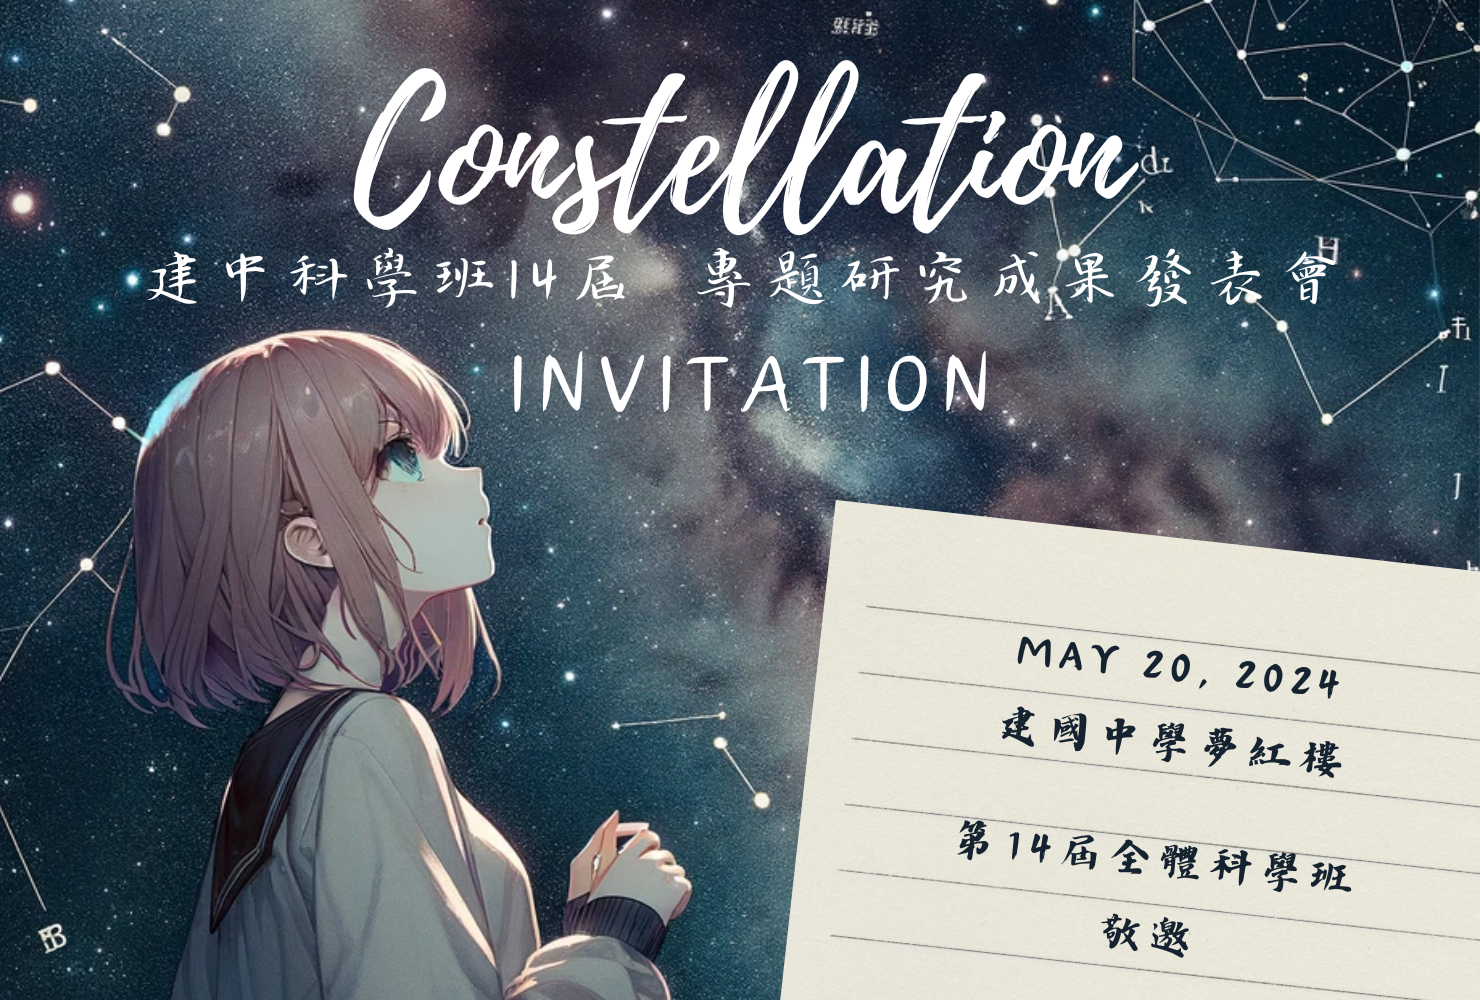 Constellation
建中科學班14屆 專題研究成果發表會
INVITATION
MAY 20, 2024
建國中學夢紅樓
第14屆全體科學班
敬邀